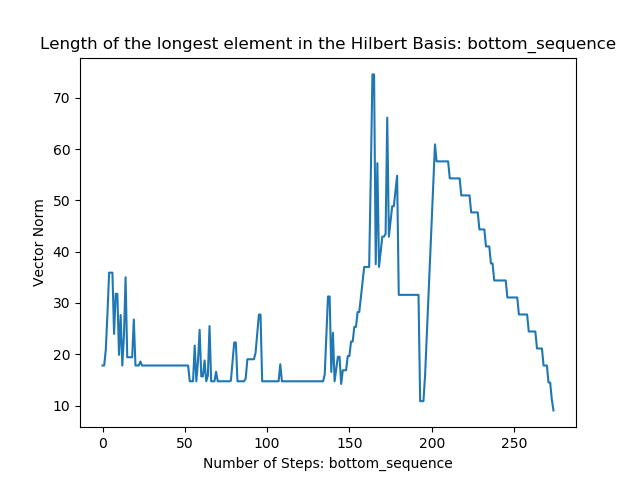 Length of the longest element in the Hilbert Basis: bottom_sequence
70
60
50
40
30
20
10
Vector Norm
0 50 100 150 200 250
Number of Steps: bottom_sequence